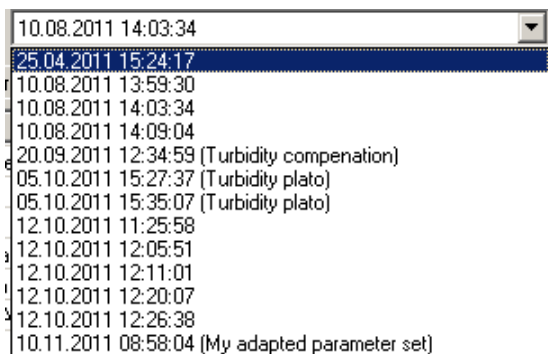 10.08.2011 14:03:34
25.04.2011 15:24:17
10.08.2011 13:59:30
10.08.2011 14:03:34
10.08.2011 14:09:04
20.09.2011 12:34:59 (Turbidity compenation)
05.10.2011 15:27:37 (Turbidity plato)
05.10.2011 15:35:07 (Turbidity plato)
12.10.2011 11:25:58
12.10.2011 12:05:51
12.10.2011 12:11:01
12.10.2011 12:20:07
12.10.2011 12:26:38
10.11.2011 08:58:04 (My adapted parameter set)